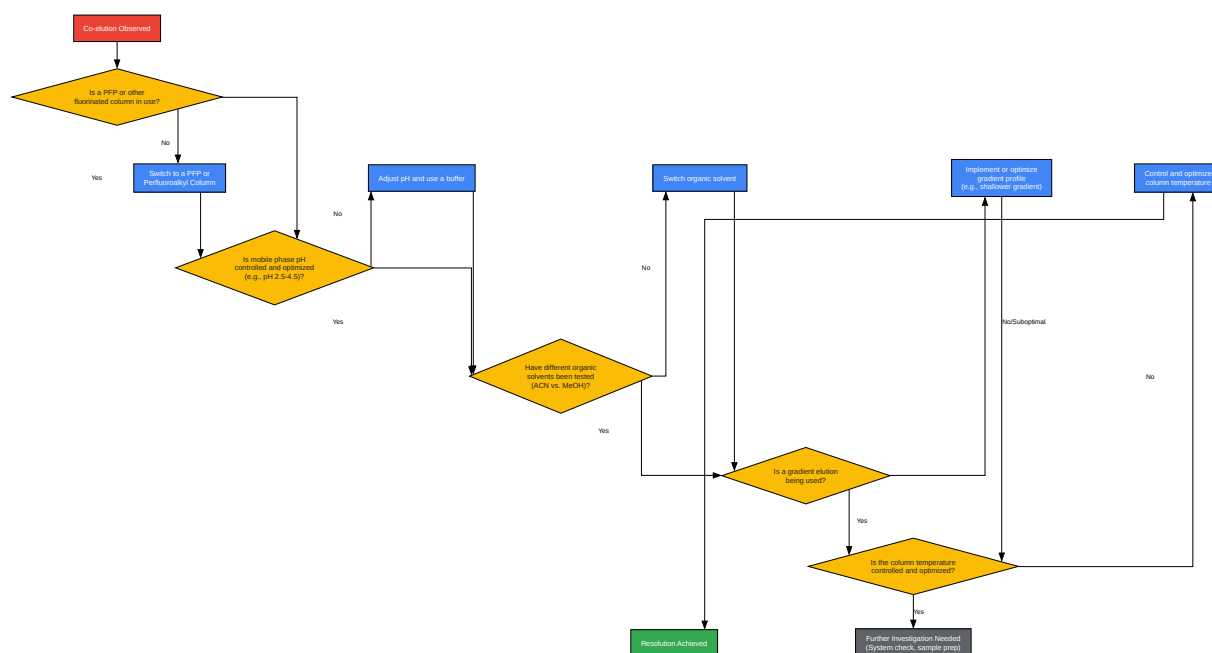 Co-elution Observed
Is a PFP or other
fluorinated column in use?
No
Yes
Switch to a PFP or
Perfluoroalkyl Column
Adjust pH and use a buffer
Switch organic solvent
Implement or optimize
gradient profile
(e.g., shallower gradient)
Control and optimize
column temperature
No
Is mobile phase pH
controlled and optimized
(e.g., pH 2.5-4.5)?
No
Yes
No/Suboptimal
Have different organic
solvents been tested
(ACN vs. MeOH)?
No
Yes
Is a gradient elution
being used?
Yes
Is the column temperature
controlled and optimized?
Yes
Resolution Achieved
Further Investigation Needed
(System check, sample prep)